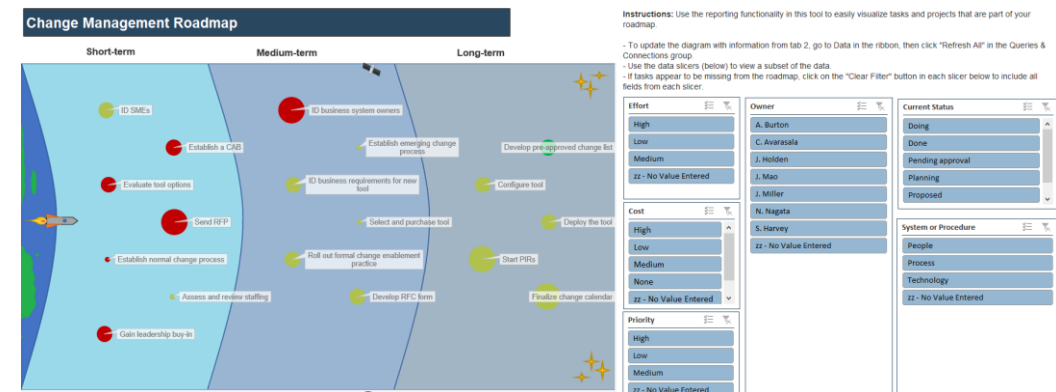 Change Management Roadmap
Short-term
Medium-term
Long-term
ID SMEs
ID business system owners
Establish a CAB
Establish emerging change
process
Develop pre-approved change list
Evaluate tool options
ID business requirements for new
tool
Configure tool
Send RFP
Select and purchase tool
Deploy the tool
Establish normal change process
Roll out formal change enablement
practice
Start PIRs
Assess and review staffing
Develop RFC form
Finalize change calendar
Gain leadership buy-in
Instructions: Use the reporting functionality in this tool to easily visualize tasks and projects that are part of your
roadmap.
- To update the diagram with information from tab 2, go to Data in the ribbon, then click "Refresh All" in the Queries &
Connections group.
- Use the data slicers (below) to view a subset of the data.
- If tasks appear to be missing from the roadmap, click on the "Clear Filter" button in each slicer below to include all
fields from each slicer.
Effort
High
Low
Medium
zz - No Value Entered
Cost
High
Low
Medium
None
zz - No Value Entered
Priority
High
Low
Medium
zz - No Value Entered
Owner
A. Burton
C. Avarasala
J. Holden
J. Mao
J. Miller
N. Nagata
S. Harvey
zz - No Value Entered
Current Status
Doing
Done
Pending approval
Planning
Proposed
System or Procedure
People
Process
Technology
zz - No Value Entered